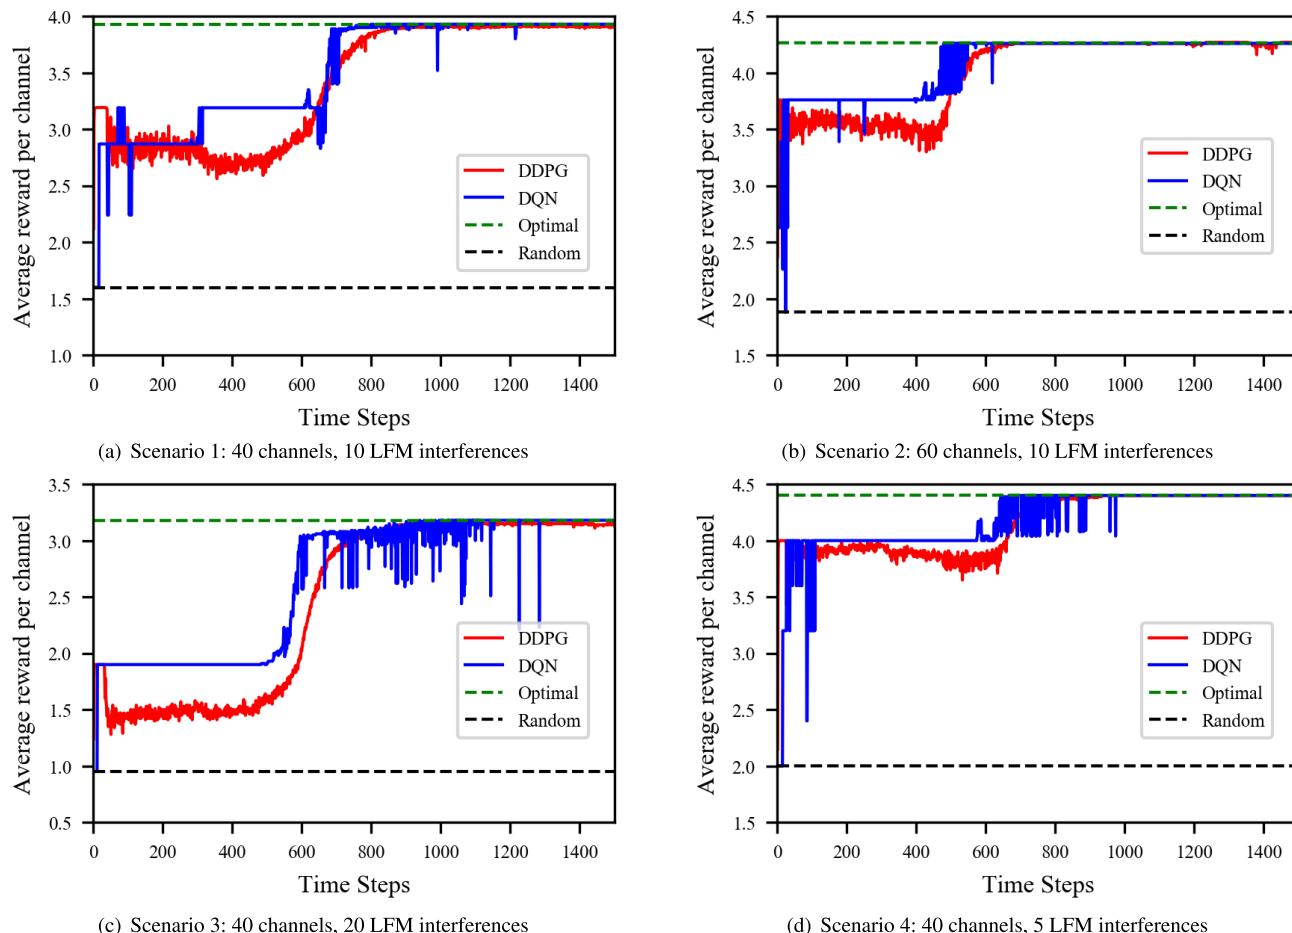 Average reward per channel
4.0
3.5
3.0
2.5
2.0
1.5
1.0
DDPG
DQN
Optimal
Random
0 200 400 600 800 1000 1200 1400
Time Steps
(a) Scenario 1: 40 channels, 10 LFM interferences
Average reward per channel
4.5
4.0
3.5
3.0
2.5
2.0
1.5
DDPG
DQN
Optimal
Random
0 200 400 600 800 1000 1200 1400
Time Steps
(b) Scenario 2: 60 channels, 10 LFM interferences
Average reward per channel
3.5
3.0
2.5
2.0
1.5
1.0
0.5
DDPG
DQN
Optimal
Random
0 200 400 600 800 1000 1200 1400
Time Steps
(c) Scenario 3: 40 channels, 20 LFM interferences
Average reward per channel
4.5
4.0
3.5
3.0
2.5
2.0
1.5
DDPG
DQN
Optimal
Random
0 200 400 600 800 1000 1200 1400
Time Steps
(d) Scenario 4: 40 channels, 5 LFM interferences